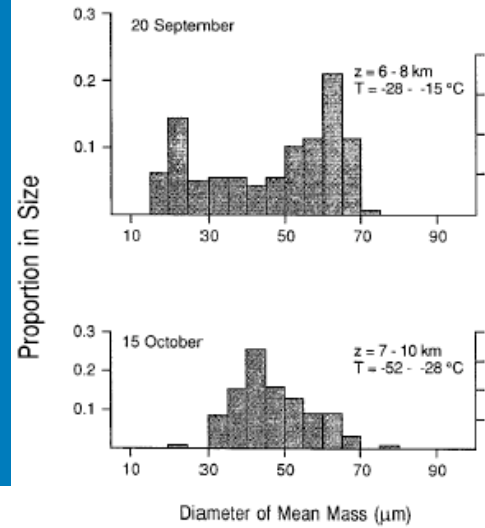 0.3
20 September
0.2
z = 6 - 8 km
T = -28 - -15 °C
0.1
10 30 50 70 90
Proportion in Size
0.3
15 October
0.2
z = 7 - 10 km
T = -52 - -28 °C
0.1
10 30 50 70 90
Diameter of Mean Mass (μm)